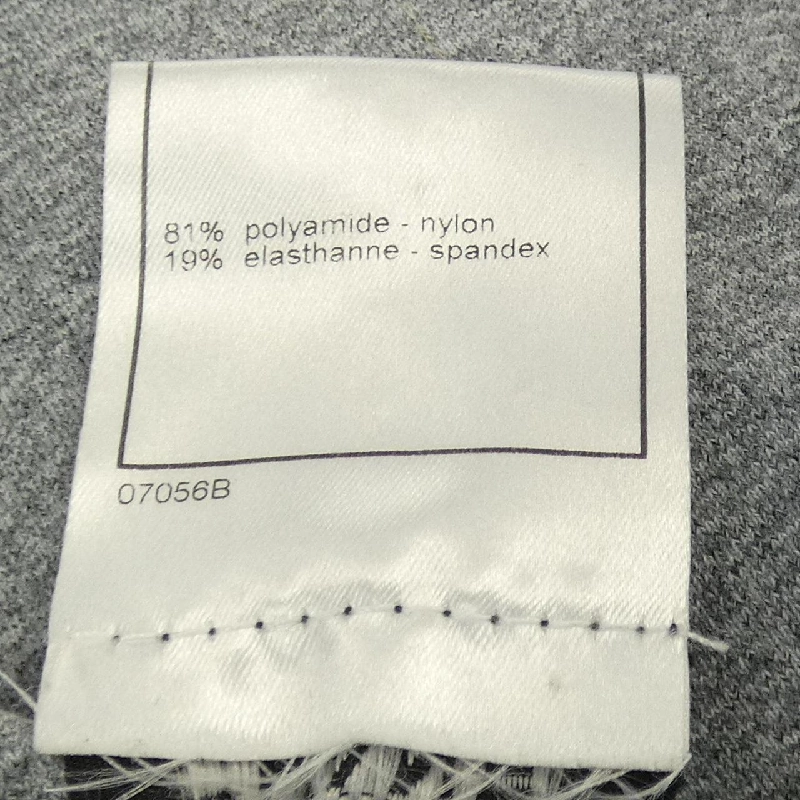 81% polyamide - nylon
19% elasthanne - spandex
07056B